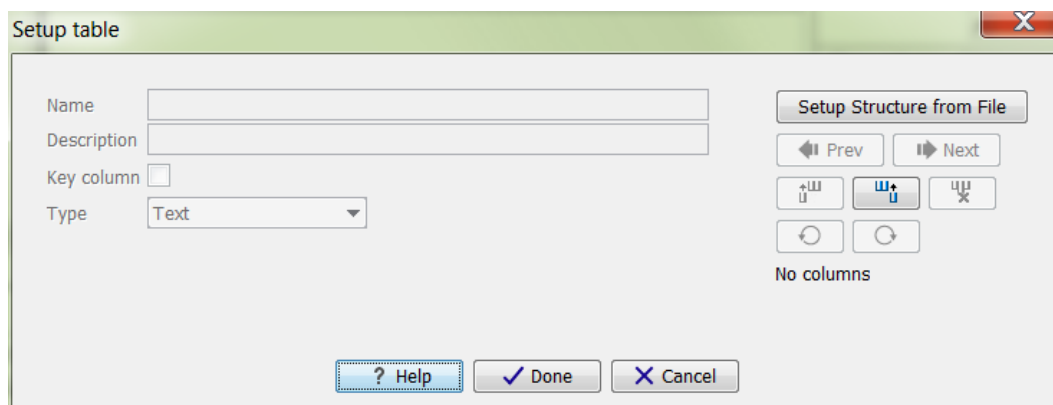 Setup table
Name
Description
Key column
Type Text
Setup Structure from File
Prev Next
No columns
? Help Done Cancel